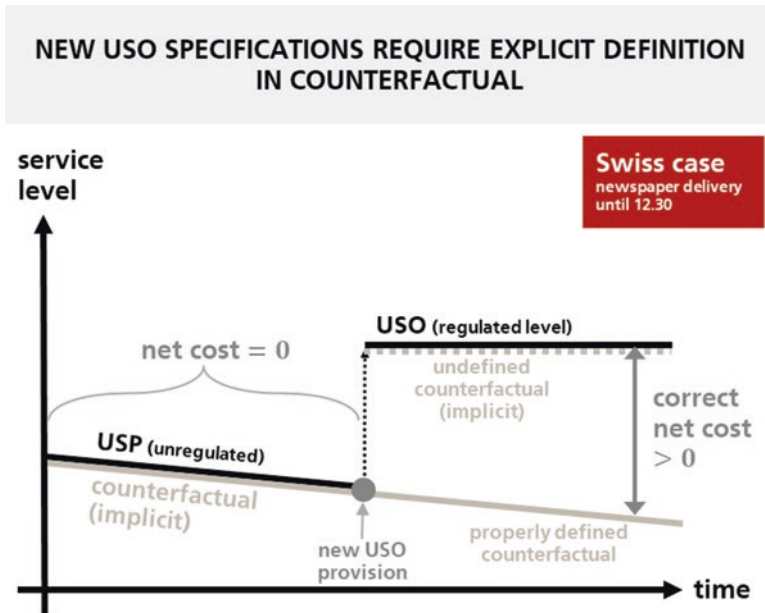 NEW USO SPECIFICATIONS REQUIRE EXPLICIT DEFINITION
IN COUNTERFACTUAL
service
level
Swiss case
newspaper delivery
until 12.30
USO (regulated level)
net cost = 0
undefined
counterfactual
(implicit)
correct
net cost
> 0
USP (unregulated)
counterfactual
(implicit)
properly defined
counterfactual
new USO
provision
time